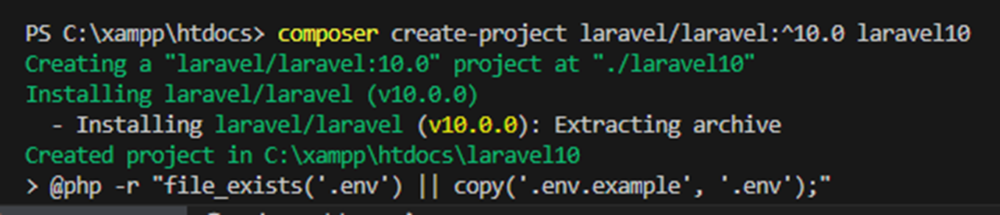 PS C:\xampp\htdocs> composer create-project laravel/laravel:^10.0 laravel10
Creating a "laravel/laravel:10.0" project at "./laravel10"
Installing laravel/laravel (v10.0.0)
- Installing laravel/laravel (v10.0.0): Extracting archive
Created project in C:\xampp\htdocs\laravel10
> @php -r "file_exists('.env') || copy('.env.example', '.env');"